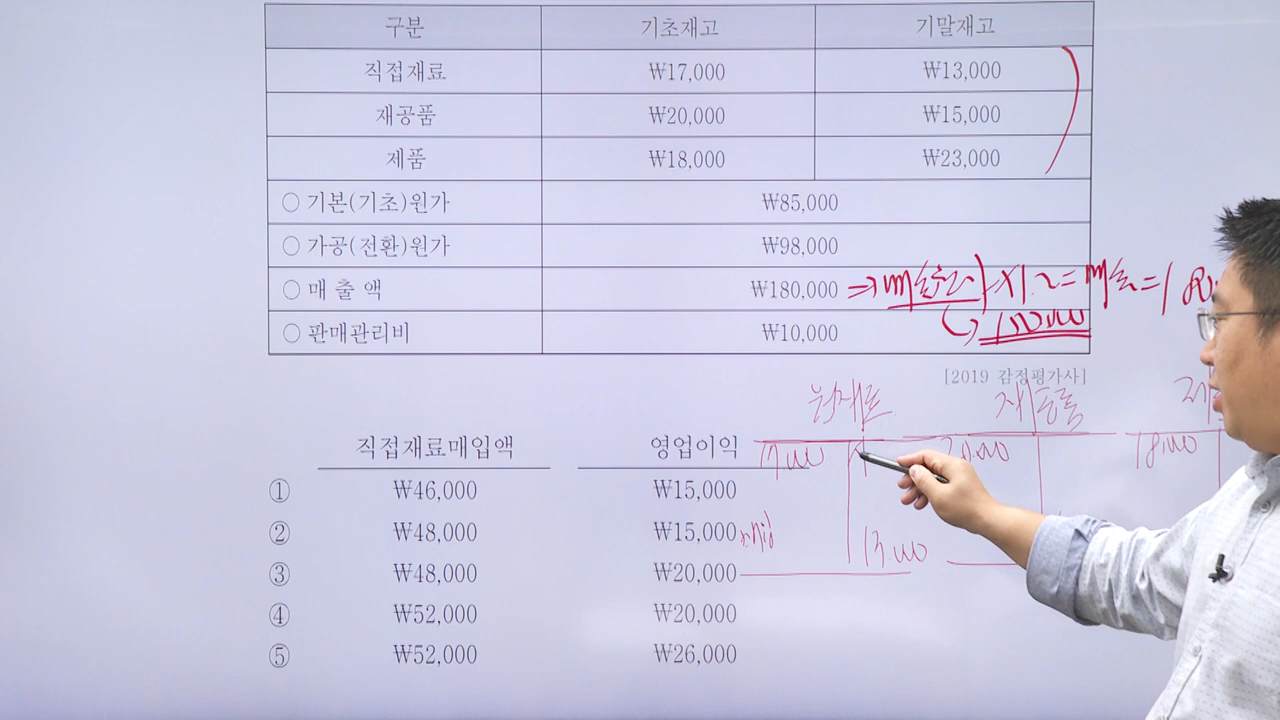 구분 기초재고 기말재고
직접재료 ₩17,000 ₩13,000
재공품 ₩20,000 ₩15,000
제품 ₩18,000 ₩23,000
○ 기본(기초)원가 ₩85,000
○ 가공(전환)원가 ₩98,000
○ 매 출 액 ₩180,000
○ 판매관리비 ₩10,000
[2019 감정평가사]
원재료 재공품
직접재료매입액 영업이익
① ₩46,000 ₩15,000
② ₩48,000 ₩15,000
③ ₩48,000 ₩20,000
④ ₩52,000 ₩20,000
⑤ ₩52,000 ₩26,000